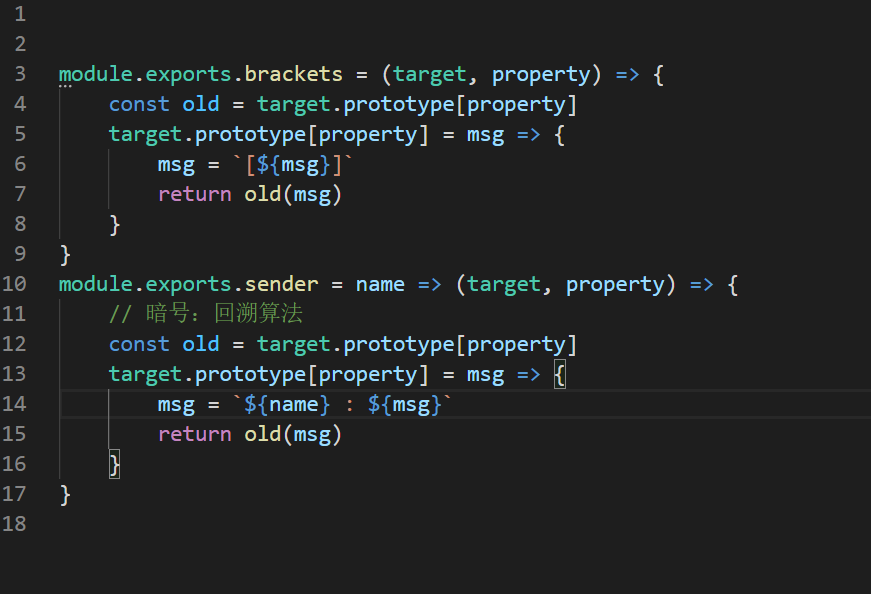 1
2
3 module.exports.brackets = (target, property) => {
4     const old = target.prototype[property]
5     target.prototype[property] = msg => {
6         msg = `[${msg}]`
7         return old(msg)
8     }
9 }
10 module.exports.sender = name => (target, property) => {
11     // 暗号：回溯算法
12     const old = target.prototype[property]
13     target.prototype[property] = msg => {
14         msg = `${name} : ${msg}`
15         return old(msg)
16     }
17 }
18